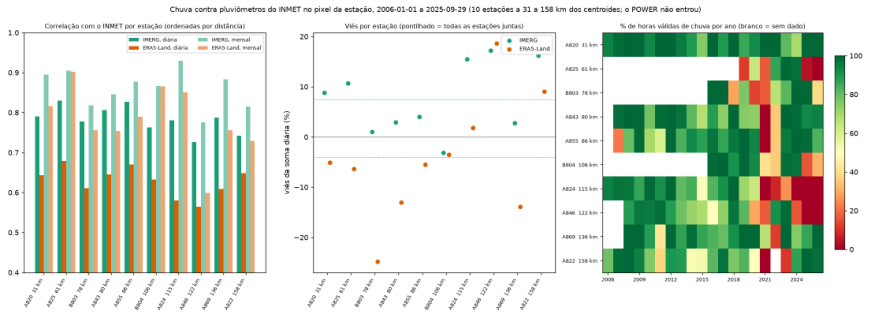 Chuva contra pluviômetros do INMET no pixel da estação, 2006-01-01 a 2025-09-29 (10 estações a 31 a 158 km dos centroides; o POWER não entrou)
Correlação com o INMET por estação (ordenadas por distância)
IMERG, diária
ERA5-Land, diária
IMERG, mensal
ERA5-Land, mensal
1.0
0.9
0.8
0.7
0.6
0.5
0.4
A820 31 km
A825 61 km
B803 78 km
A843 80 km
A855 86 km
B804 106 km
A824 115 km
A846 122 km
A869 136 km
A822 158 km
Viés por estação (pontilhado = todas as estações juntas)
IMERG
ERA5-Land
viés da soma diária (%)
20
10
0
−10
−20
A820 31 km
A825 61 km
B803 78 km
A843 80 km
A855 86 km
B804 106 km
A824 115 km
A846 122 km
A869 136 km
A822 158 km
% de horas válidas de chuva por ano (branco = sem dado)
A820 31 km
A825 61 km
B803 78 km
A843 80 km
A855 86 km
B804 106 km
A824 115 km
A846 122 km
A869 136 km
A822 158 km
2006
2012
2018
2024
100
80
60
40
20
0